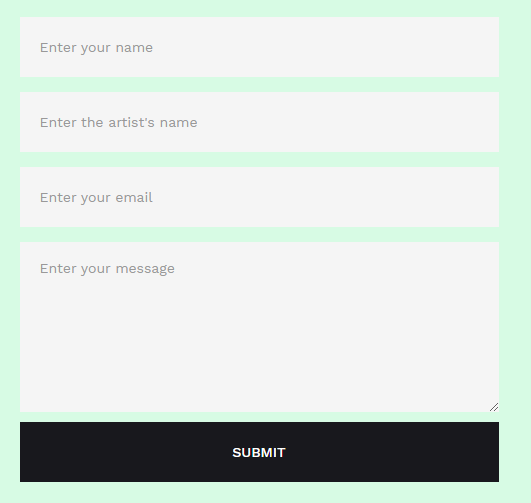 Enter your name
Enter the artist's name
Enter your email
Enter your message
SUBMIT